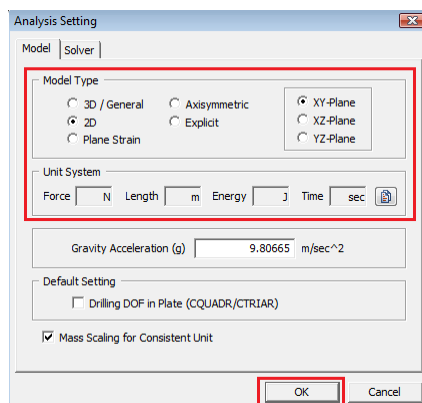 Analysis Setting
Model Solver
Model Type
3D / General Axisymmetric XY-Plane
2D Explicit XZ-Plane
Plane Strain YZ-Plane
Unit System
Force N Length m Energy J Time sec
Gravity Acceleration (g) 9.80665 m/sec^2
Default Setting
Drilling DOF in Plate (CQUADR/CTRIAR)
Mass Scaling for Consistent Unit
OK Cancel